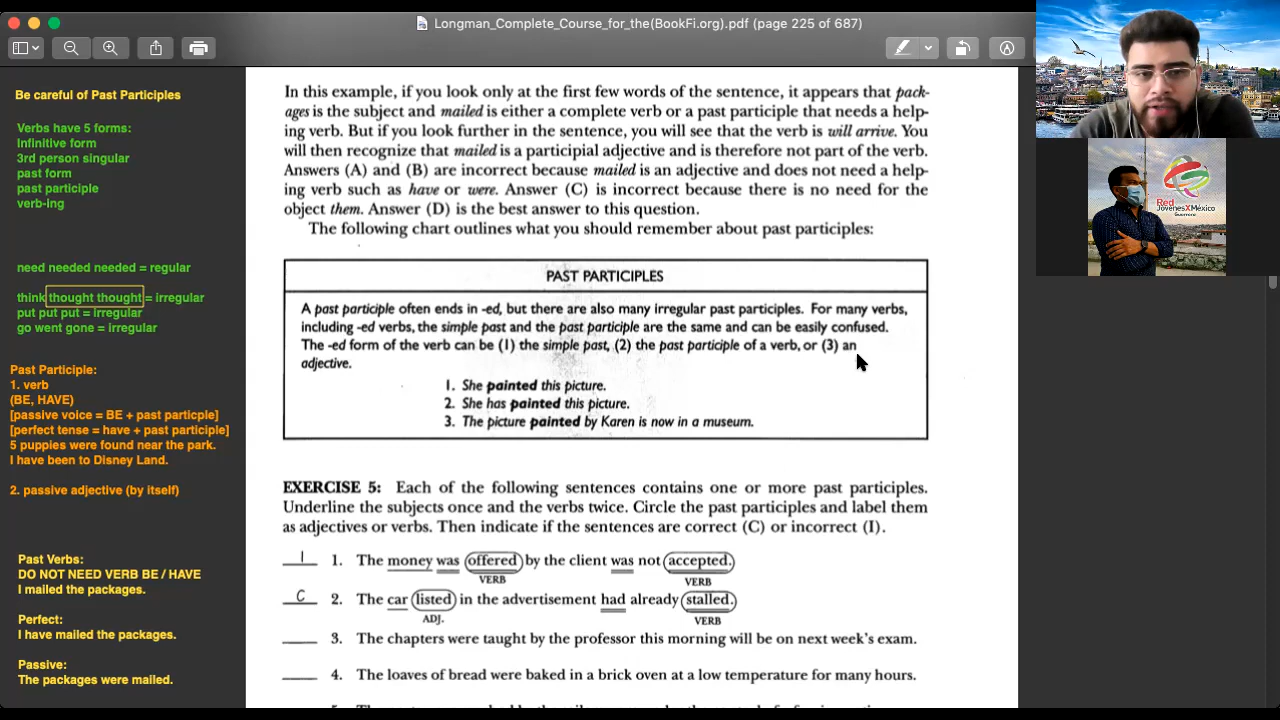 Longman_Complete_Course_for_the(BookFi.org).pdf (page 225 of 687)
Be careful of Past Participles
Verbs have 5 forms:
Infinitive form
3rd person singular
past form
past participle
verb-ing
need needed needed = regular
think thought thought = irregular
put put put = irregular
go went gone = irregular
Past Participle:
1. verb
(BE, HAVE)
[passive voice = BE + past particple]
[perfect tense = have + past participle]
5 puppies were found near the park.
I have been to Disney Land.
2. passive adjective (by itself)
Past Verbs:
DO NOT NEED VERB BE / HAVE
I mailed the packages.
Perfect:
I have mailed the packages.
Passive:
The packages were mailed.
In this example, if you look only at the first few words of the sentence, it appears that pack-
ages is the subject and mailed is either a complete verb or a past participle that needs a help-
ing verb. But if you look further in the sentence, you will see that the verb is will arrive. You
will then recognize that mailed is a participial adjective and is therefore not part of the verb.
Answers (A) and (B) are incorrect because mailed is an adjective and does not need a help-
ing verb such as have or were. Answer (C) is incorrect because there is no need for the
object them. Answer (D) is the best answer to this question.
The following chart outlines what you should remember about past participles:
PAST PARTICIPLES
A past participle often ends in -ed, but there are also many irregular past participles. For many verbs,
including -ed verbs, the simple past and the past participle are the same and can be easily confused.
The -ed form of the verb can be (1) the simple past, (2) the past participle of a verb, or (3) an
adjective.
1. She painted this picture.
2. She has painted this picture.
3. The picture painted by Karen is now in a museum.
EXERCISE 5: Each of the following sentences contains one or more past participles.
Underline the subjects once and the verbs twice. Circle the past participles and label them
as adjectives or verbs. Then indicate if the sentences are correct (C) or incorrect (I).
I 1. The money was offered by the client was not accepted.
VERB VERB
C 2. The car listed in the advertisement had already stalled.
ADJ. VERB
3. The chapters were taught by the professor this morning will be on next week's exam.
4. The loaves of bread were baked in a brick oven at a low temperature for many hours.
Red
JóvenesXMéxico
Guerrero